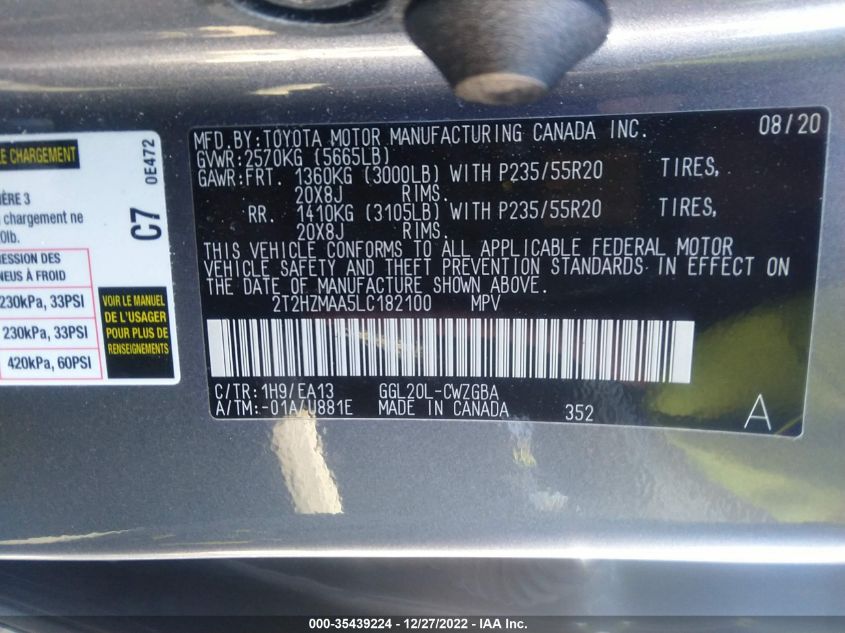 LE CHARGEMENT
IÈRE 3
chargement ne
0lb.
ESSION DES
NEUS À FROID
230kPa, 33PSI
230kPa, 33PSI
420kPa, 60PSI
C7
0E472
VOIR LE MANUEL
DE L'USAGER
POUR PLUS DE
RENSEIGNEMENTS
MFD.BY:TOYOTA MOTOR MANUFACTURING CANADA INC. 08/20
GVWR:2570KG (5665LB)
GAWR:FRT. 1360KG (3000LB) WITH P235/55R20 TIRES,
20X8J RIMS.
RR. 1410KG (3105LB) WITH P235/55R20 TIRES,
20X8J RIMS.
THIS VEHICLE CONFORMS TO ALL APPLICABLE FEDERAL MOTOR
VEHICLE SAFETY AND THEFT PREVENTION STANDARDS IN EFFECT ON
THE DATE OF MANUFACTURE SHOWN ABOVE.
2T2HZMAA5LC182100 MPV
C/TR:1H9/EA13 GGL20L-CWZGBA
A/TM:-01A/U881E MADE IN CANADA 352 A
000-35439224 - 12/27/2022 - IAA Inc.